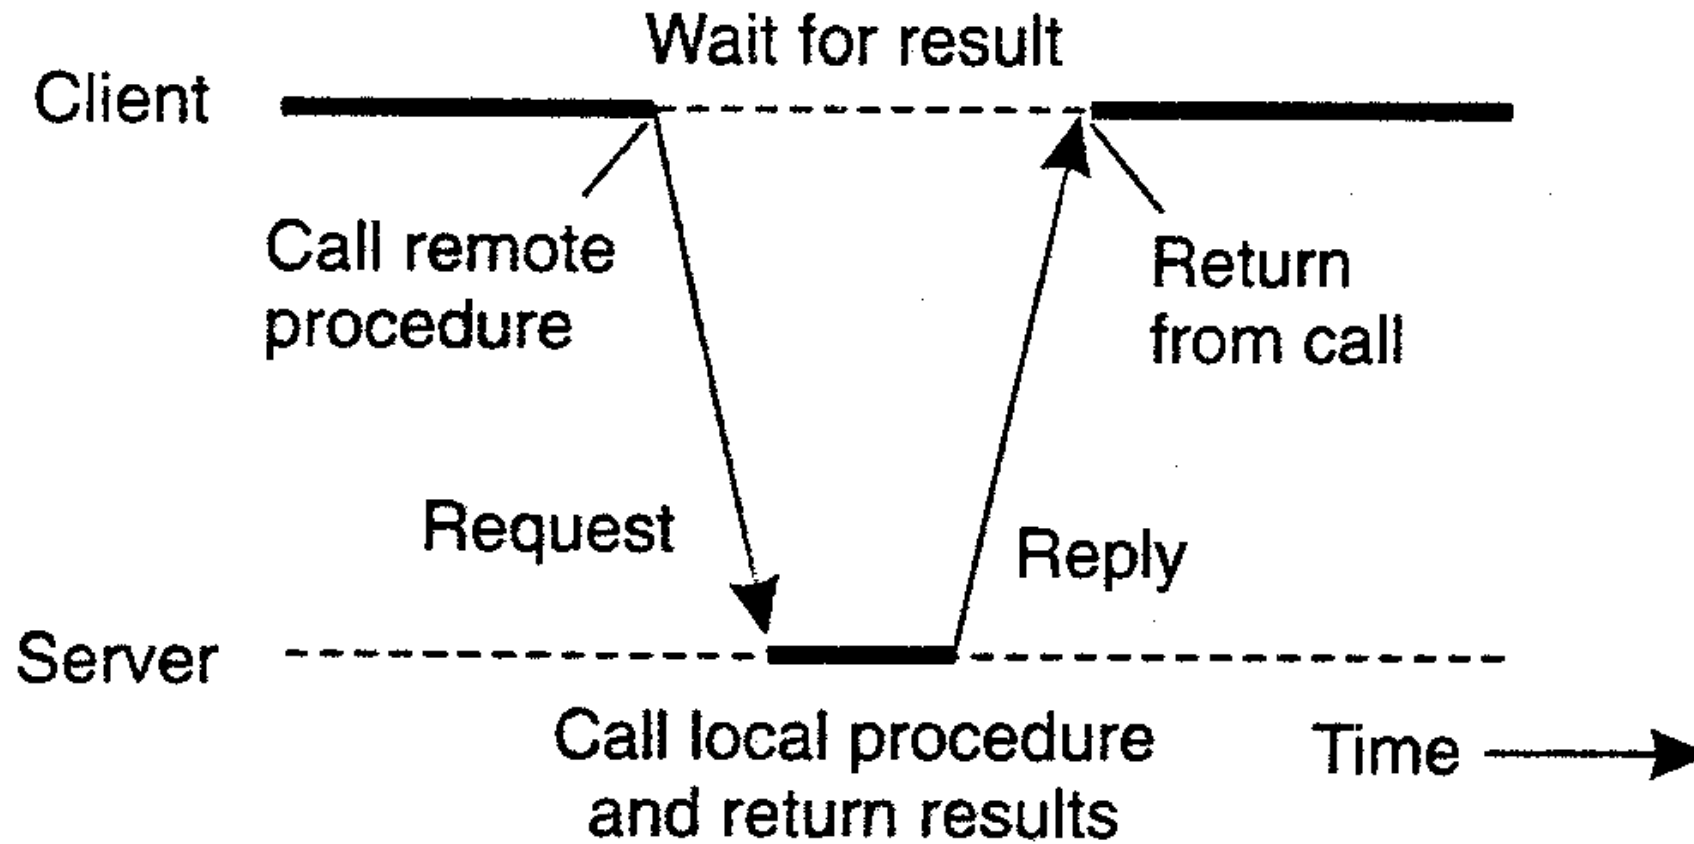 Wait for result
Client
Call remote
procedure
Return
from call
Request
Reply
Server
Call local procedure
and return results
Time